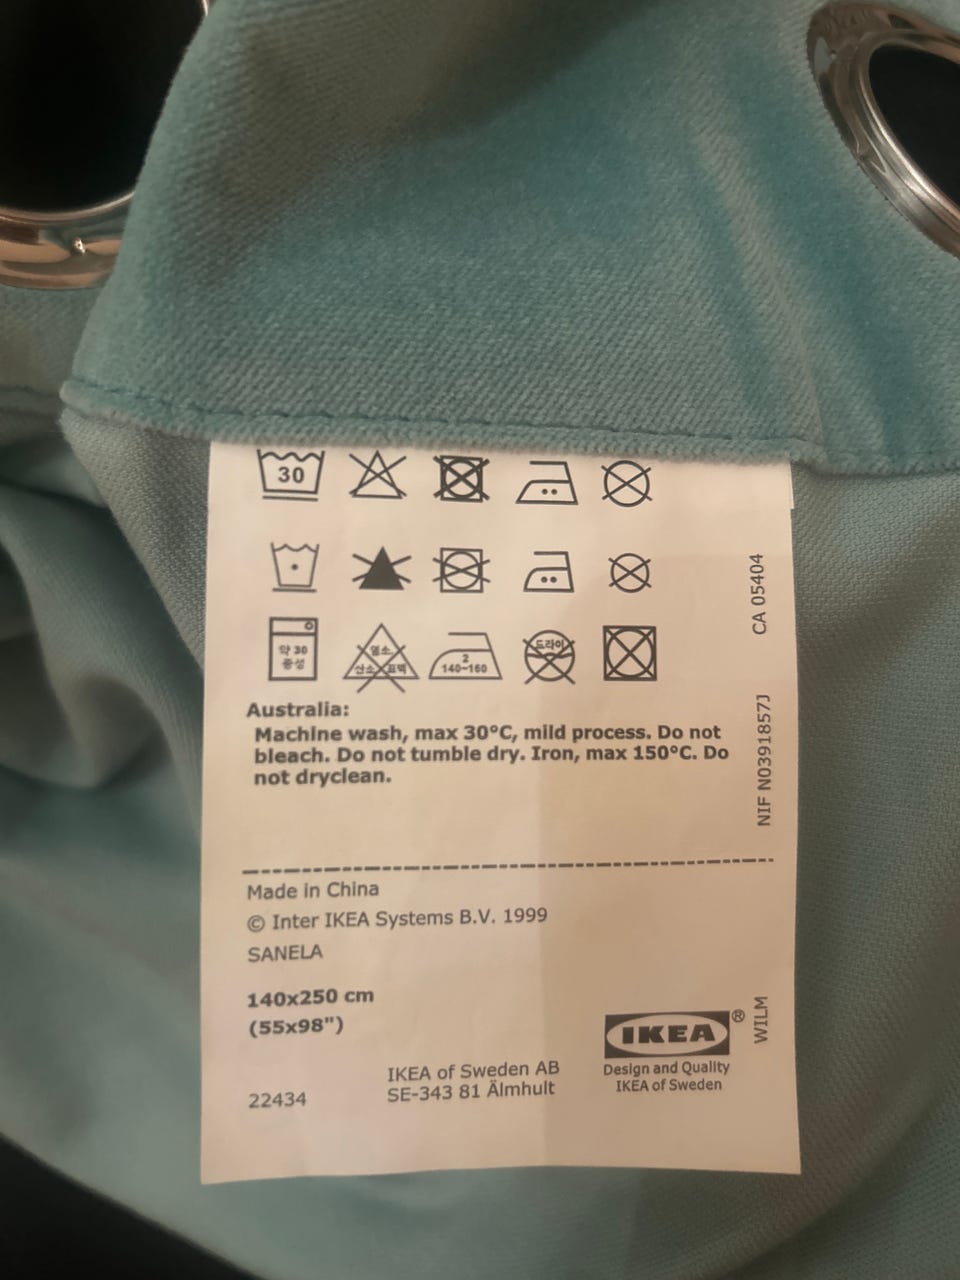 30
약 30
중성
염소
산소 표백
2
140~160
드라이
Australia:
Machine wash, max 30°C, mild process. Do not
bleach. Do not tumble dry. Iron, max 150°C. Do
not dryclean.
Made in China
© Inter IKEA Systems B.V. 1999
SANELA
140x250 cm
(55x98")
22434
IKEA of Sweden AB
SE-343 81 Älmhult
IKEA®
Design and Quality
IKEA of Sweden
CA 05404
NIF N0391857J
WILM